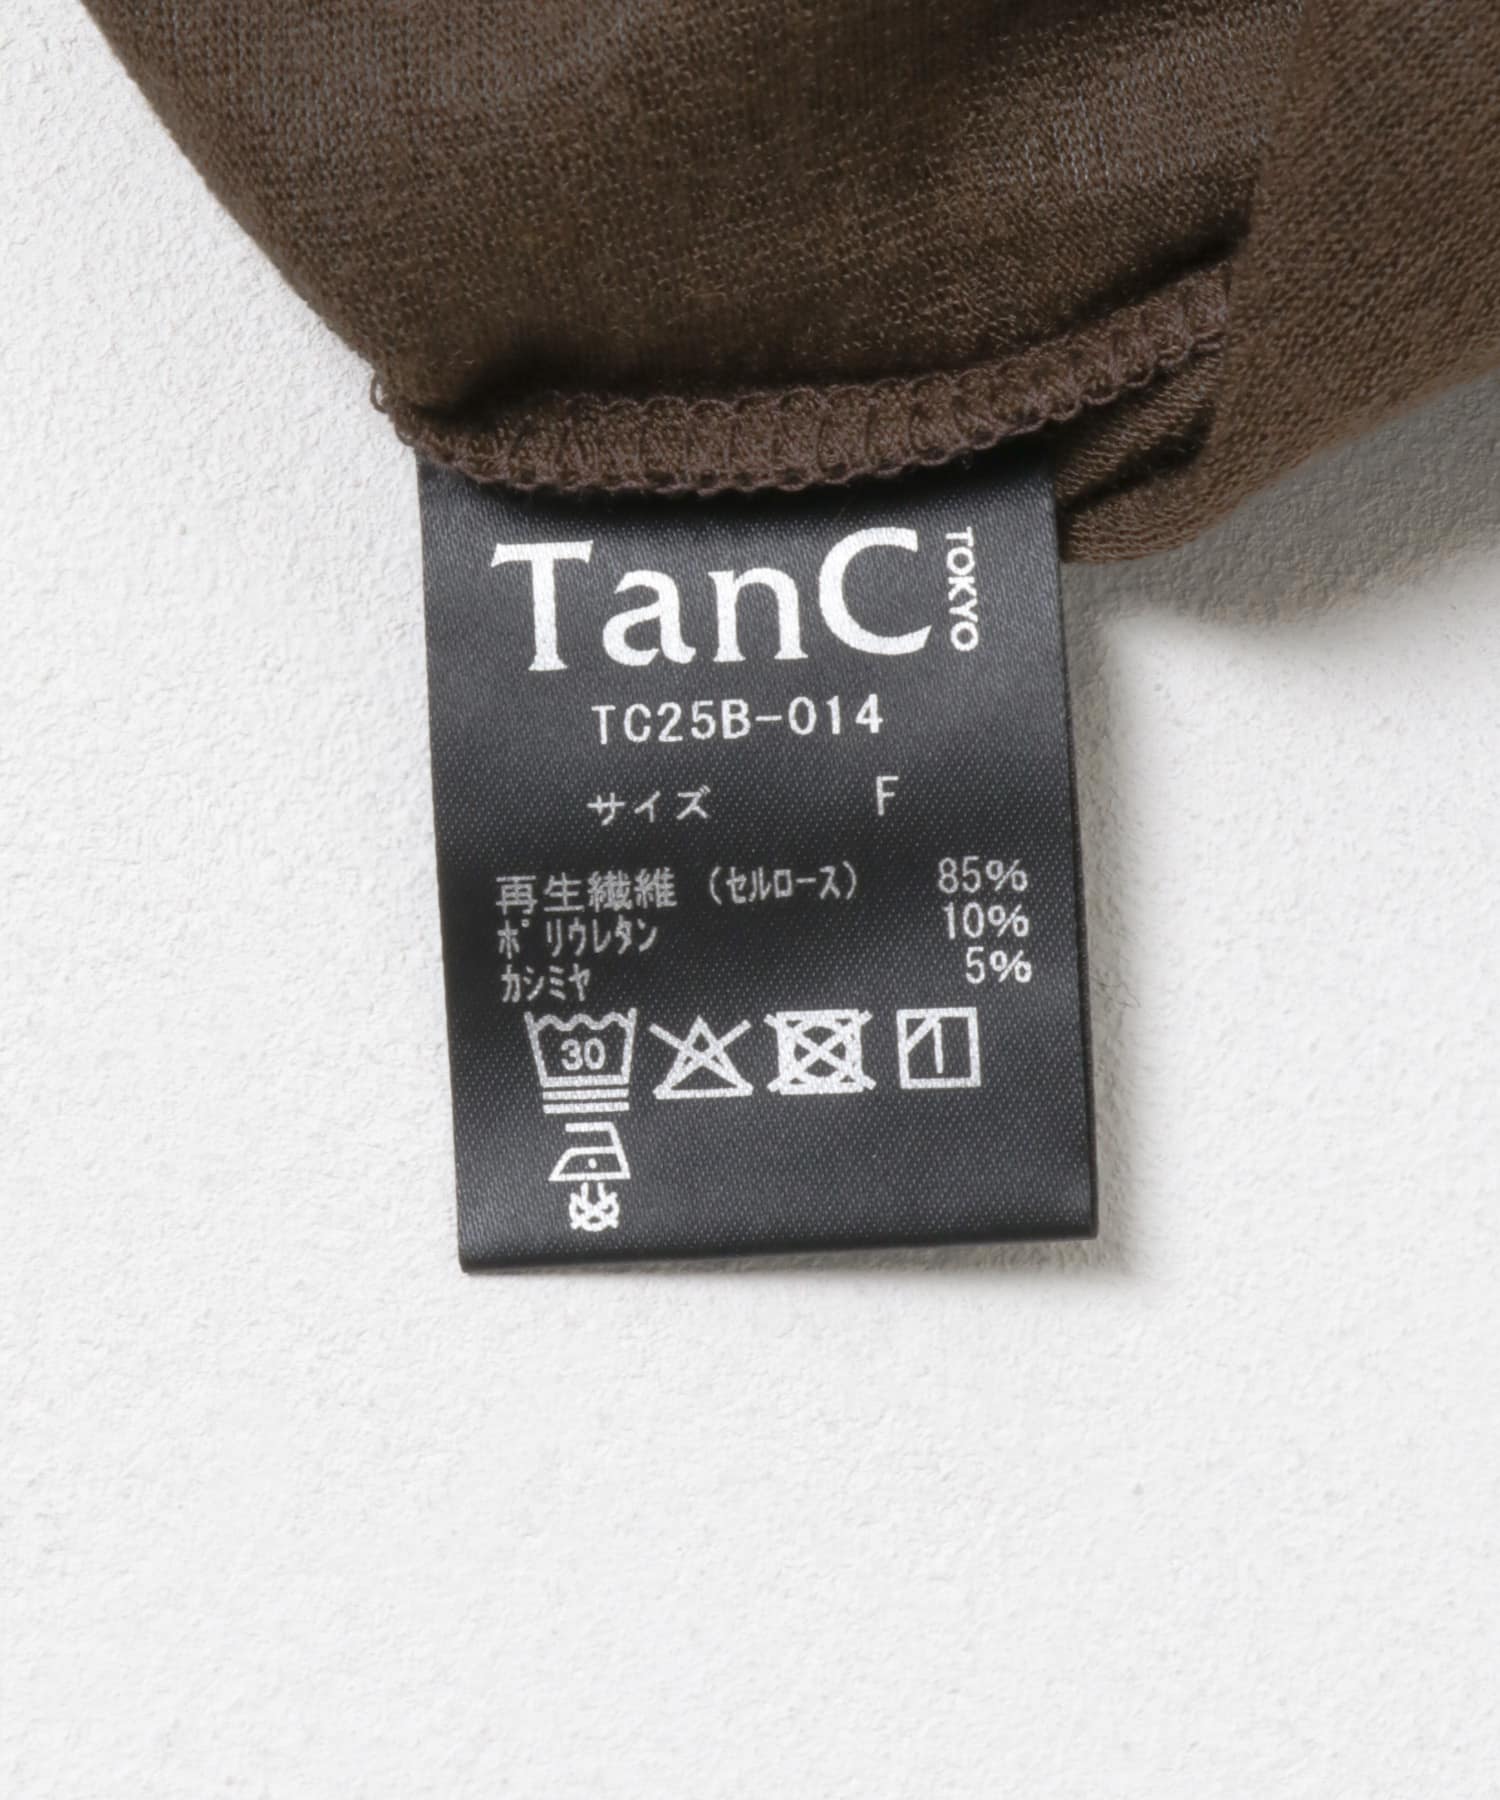 TanC TOKYO
TC25B-014
サイズ F
再生繊維 (セルロース) 85%
ポリウレタン 10%
カシミヤ 5%
30